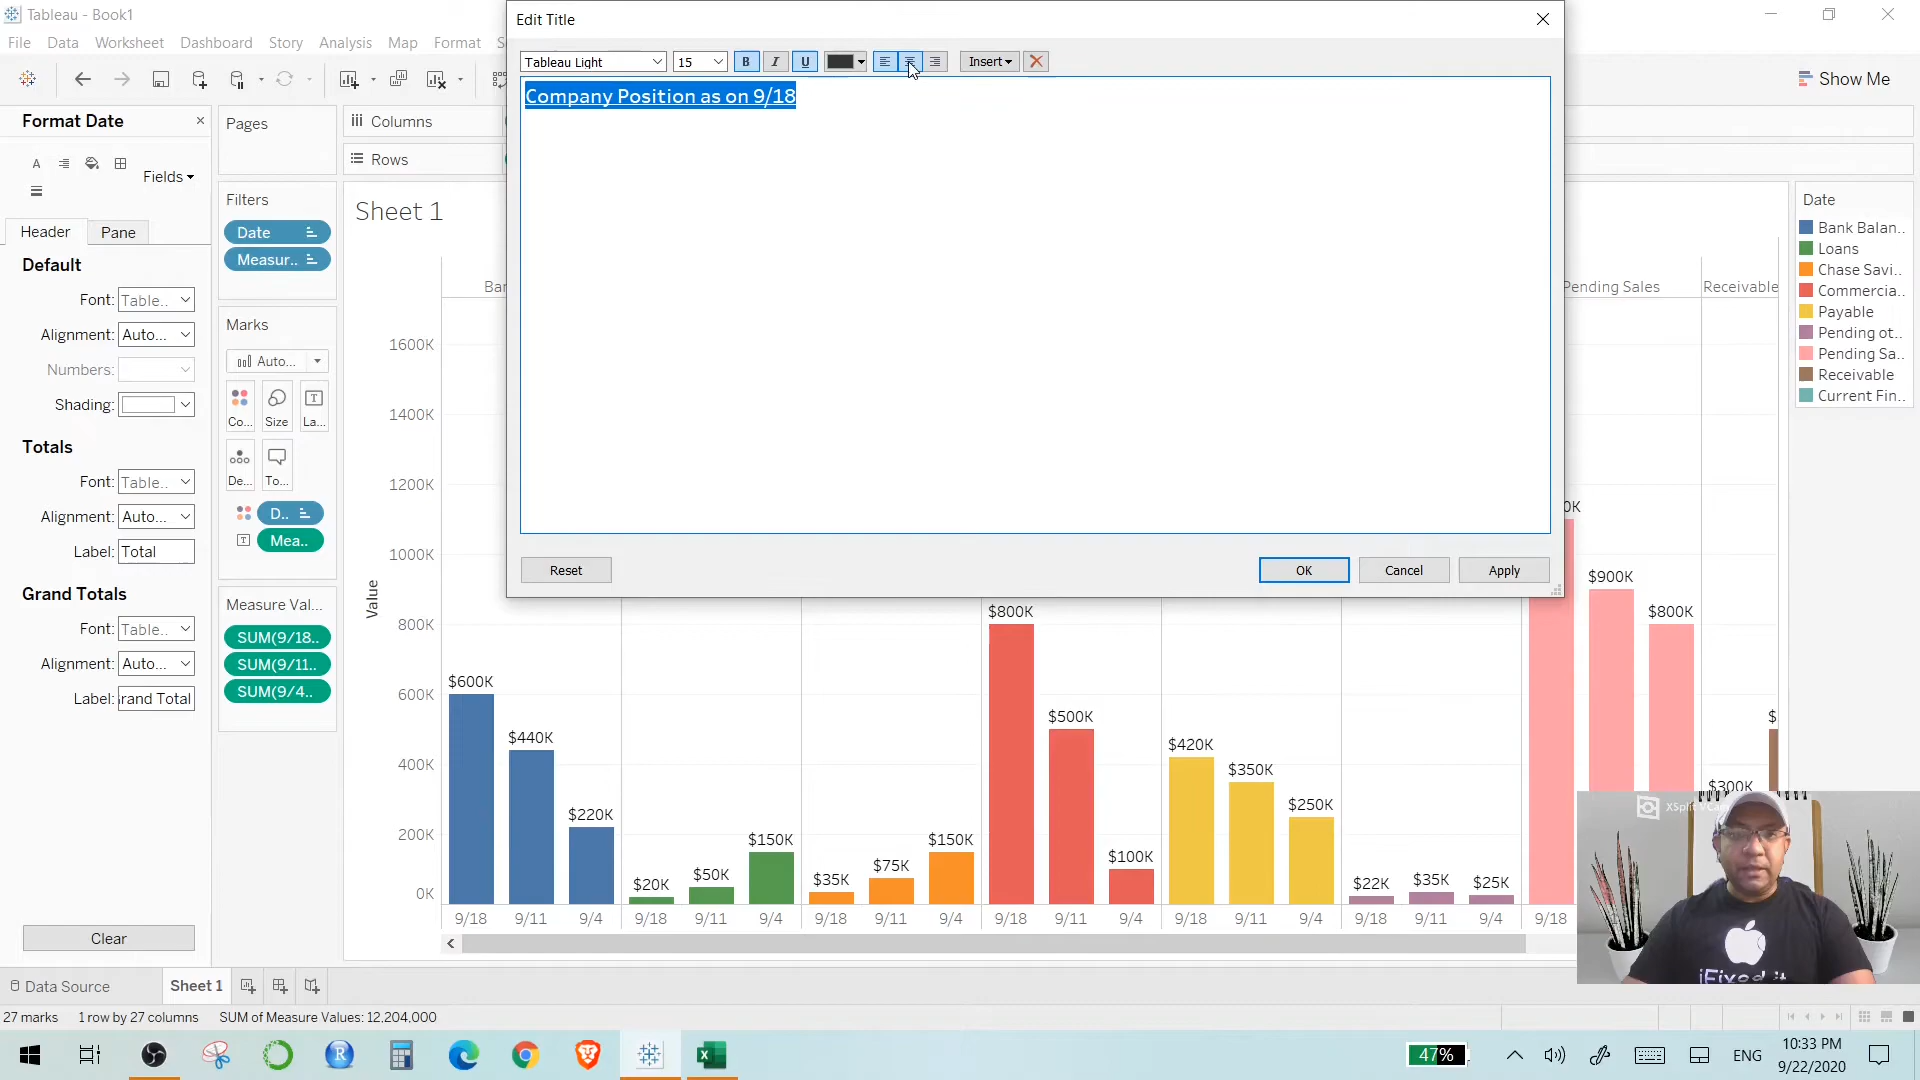 Tableau - Book1
File Data Worksheet Dashboard Story Analysis Map Format S
Show Me
Edit Title
Tableau Light
15
B I U
Insert
Company Position as on 9/18
Reset
OK
Cancel
Apply
Format Date
Fields
Header
Pane
Default
Font: Table..
Alignment: Auto...
Numbers:
Shading:
Totals
Font: Table..
Alignment: Auto...
Label: Total
Grand Totals
Font: Table..
Alignment: Auto...
Label: rand Total
Clear
Pages
Filters
Date
Measur..
Marks
Auto...
Co...
Size
La...
De...
To...
D..
Mea..
Measure Val...
SUM(9/18..
SUM(9/11..
SUM(9/4..
Columns
Rows
Sheet 1
Bar
Pending Sales
Receivable
Value
1600K
1400K
1200K
1000K
800K
600K
400K
200K
0K
$600K
$440K
$220K
$20K
$50K
$150K
$35K
$75K
$150K
$800K
$500K
$100K
$420K
$350K
$250K
$22K
$35K
$25K
0K
$900K
$800K
$300K
$
9/18 9/11 9/4 9/18 9/11 9/4 9/18 9/11 9/4 9/18 9/11 9/4 9/18 9/11 9/4 9/18 9/11 9/4 9/18
Date
Bank Balan..
Loans
Chase Savi..
Commercia..
Payable
Pending ot..
Pending Sa..
Receivable
Current Fin..
iFixed it
Data Source
Sheet 1
27 marks 1 row by 27 columns SUM of Measure Values: 12,204,000
47%
ENG
10:33 PM
9/22/2020